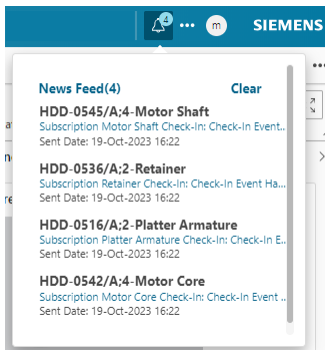 4
m
SIEMENS
News Feed(4) Clear
HDD-0545/A;4-Motor Shaft
Subscription Motor Shaft Check-In: Check-In Event..
Sent Date: 19-Oct-2023 16:22
HDD-0536/A;2-Retainer
Subscription Retainer Check-In: Check-In Event Ha...
Sent Date: 19-Oct-2023 16:22
HDD-0516/A;2-Platter Armature
Subscription Platter Armature Check-In: Check-In E..
Sent Date: 19-Oct-2023 16:22
HDD-0542/A;4-Motor Core
Subscription Motor Core Check-In: Check-In Event ..
Sent Date: 19-Oct-2023 16:22